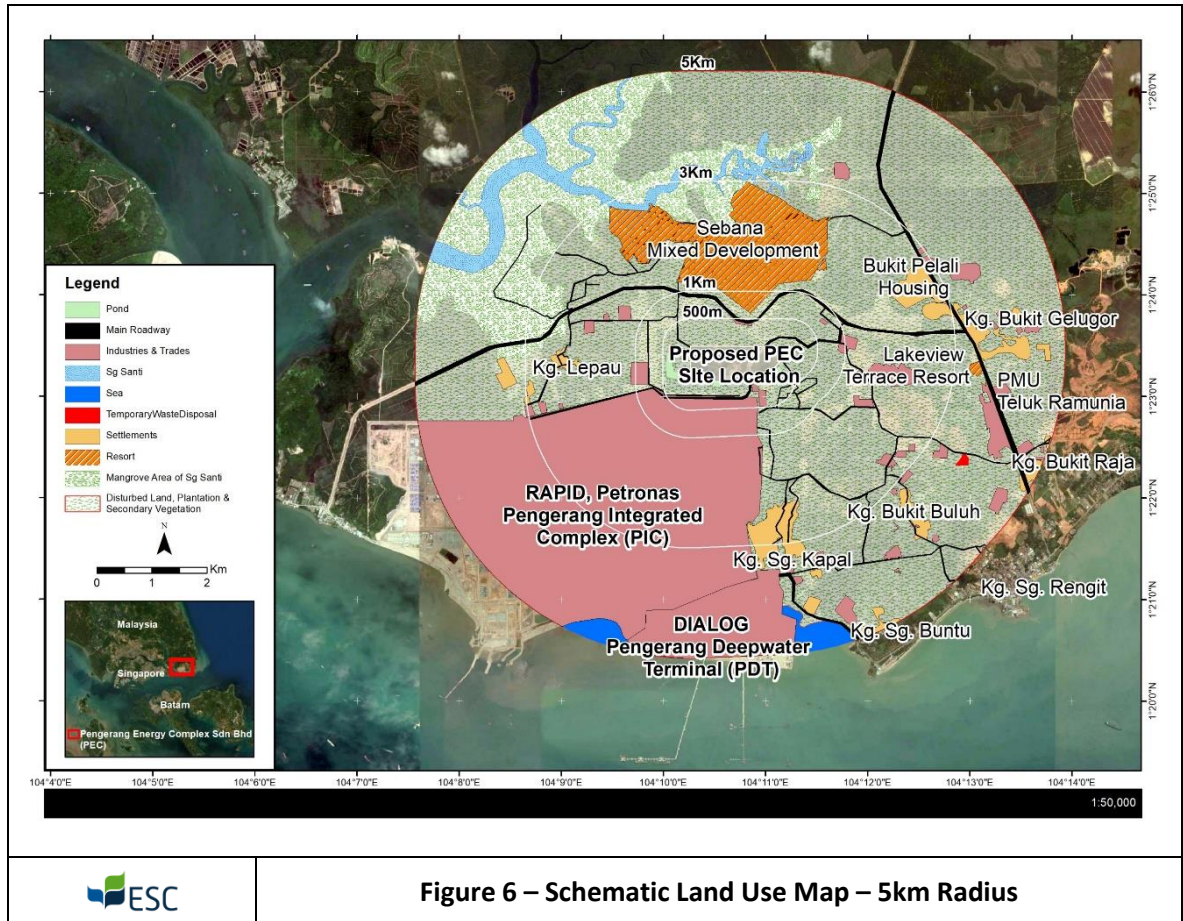 5Km
3Km
1Km
500m
Sebana
Mixed Development
Bukit Pelali
Housing
Kg. Bukit Gelugor
Proposed PEC
SIte Location
Kg. Lepau
Lakeview
Terrace Resort
PMU
Teluk Ramunia
Kg. Bukit Raja
RAPID, Petronas
Pengerang Integrated
Complex (PIC)
Kg. Bukit Buluh
Kg. Sg. Kapal
Kg. Sg. Rengit
Kg. Sg. Buntu
DIALOG
Pengerang Deepwater
Terminal (PDT)
Legend
Pond
Main Roadway
Industries & Trades
Sg Santi
Sea
TemporaryWasteDisposal
Settlements
Resort
Mangrove Area of Sg Santi
Disturbed Land, Plantation &
Secondary Vegetation
N
0 1 2 Km
Malaysia
Singapore
Batam
Pengerang Energy Complex Sdn Bhd
(PEC)
1°26'0"N
1°25'0"N
1°24'0"N
1°23'0"N
1°22'0"N
1°21'0"N
1°20'0"N
104°4'0"E 104°5'0"E 104°6'0"E 104°7'0"E 104°8'0"E 104°9'0"E 104°10'0"E 104°11'0"E 104°12'0"E 104°13'0"E 104°14'0"E
1:50,000
ESC
Figure 6 – Schematic Land Use Map – 5km Radius